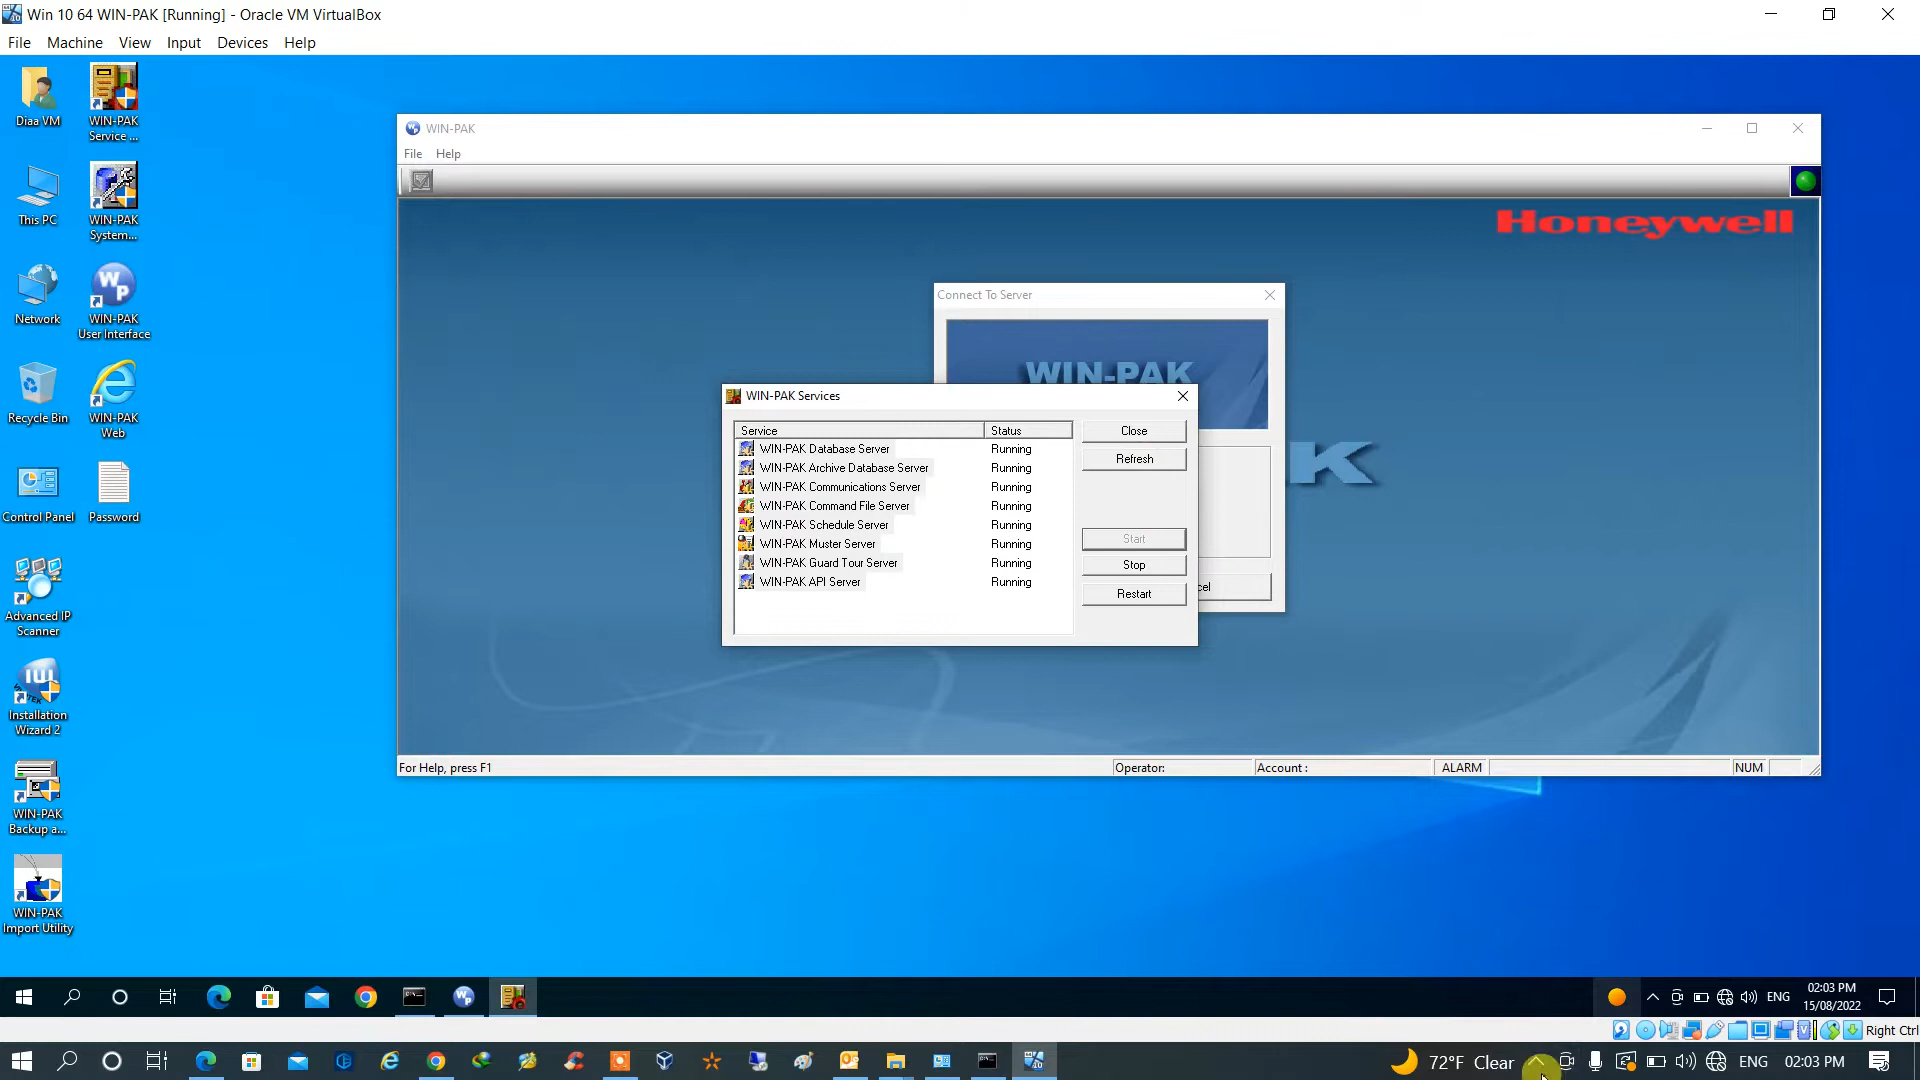 Win 10 64 WIN-PAK [Running] - Oracle VM VirtualBox
File Machine View Input Devices Help
Diaa VM
WIN-PAK
Service ...
This PC
WIN-PAK
System...
Network
WIN-PAK
User Interface
Recycle Bin
WIN-PAK
Web
Control Panel
Password
Advanced IP
Scanner
Installation
Wizard 2
WIN-PAK
Backup a...
WIN-PAK
Import Utility
WIN-PAK
File Help
Honeywell
Connect To Server
WIN-PAK
WIN-PAK Services
Service Status
WIN-PAK Database Server Running
WIN-PAK Archive Database Server Running
WIN-PAK Communications Server Running
WIN-PAK Command File Server Running
WIN-PAK Schedule Server Running
WIN-PAK Muster Server Running
WIN-PAK Guard Tour Server Running
WIN-PAK API Server Running
Close
Refresh
Start
Stop
Restart
cel
K
For Help, press F1 Operator: Account : ALARM NUM
ENG 02:03 PM
15/08/2022
Right Ctrl
72°F Clear ENG 02:03 PM